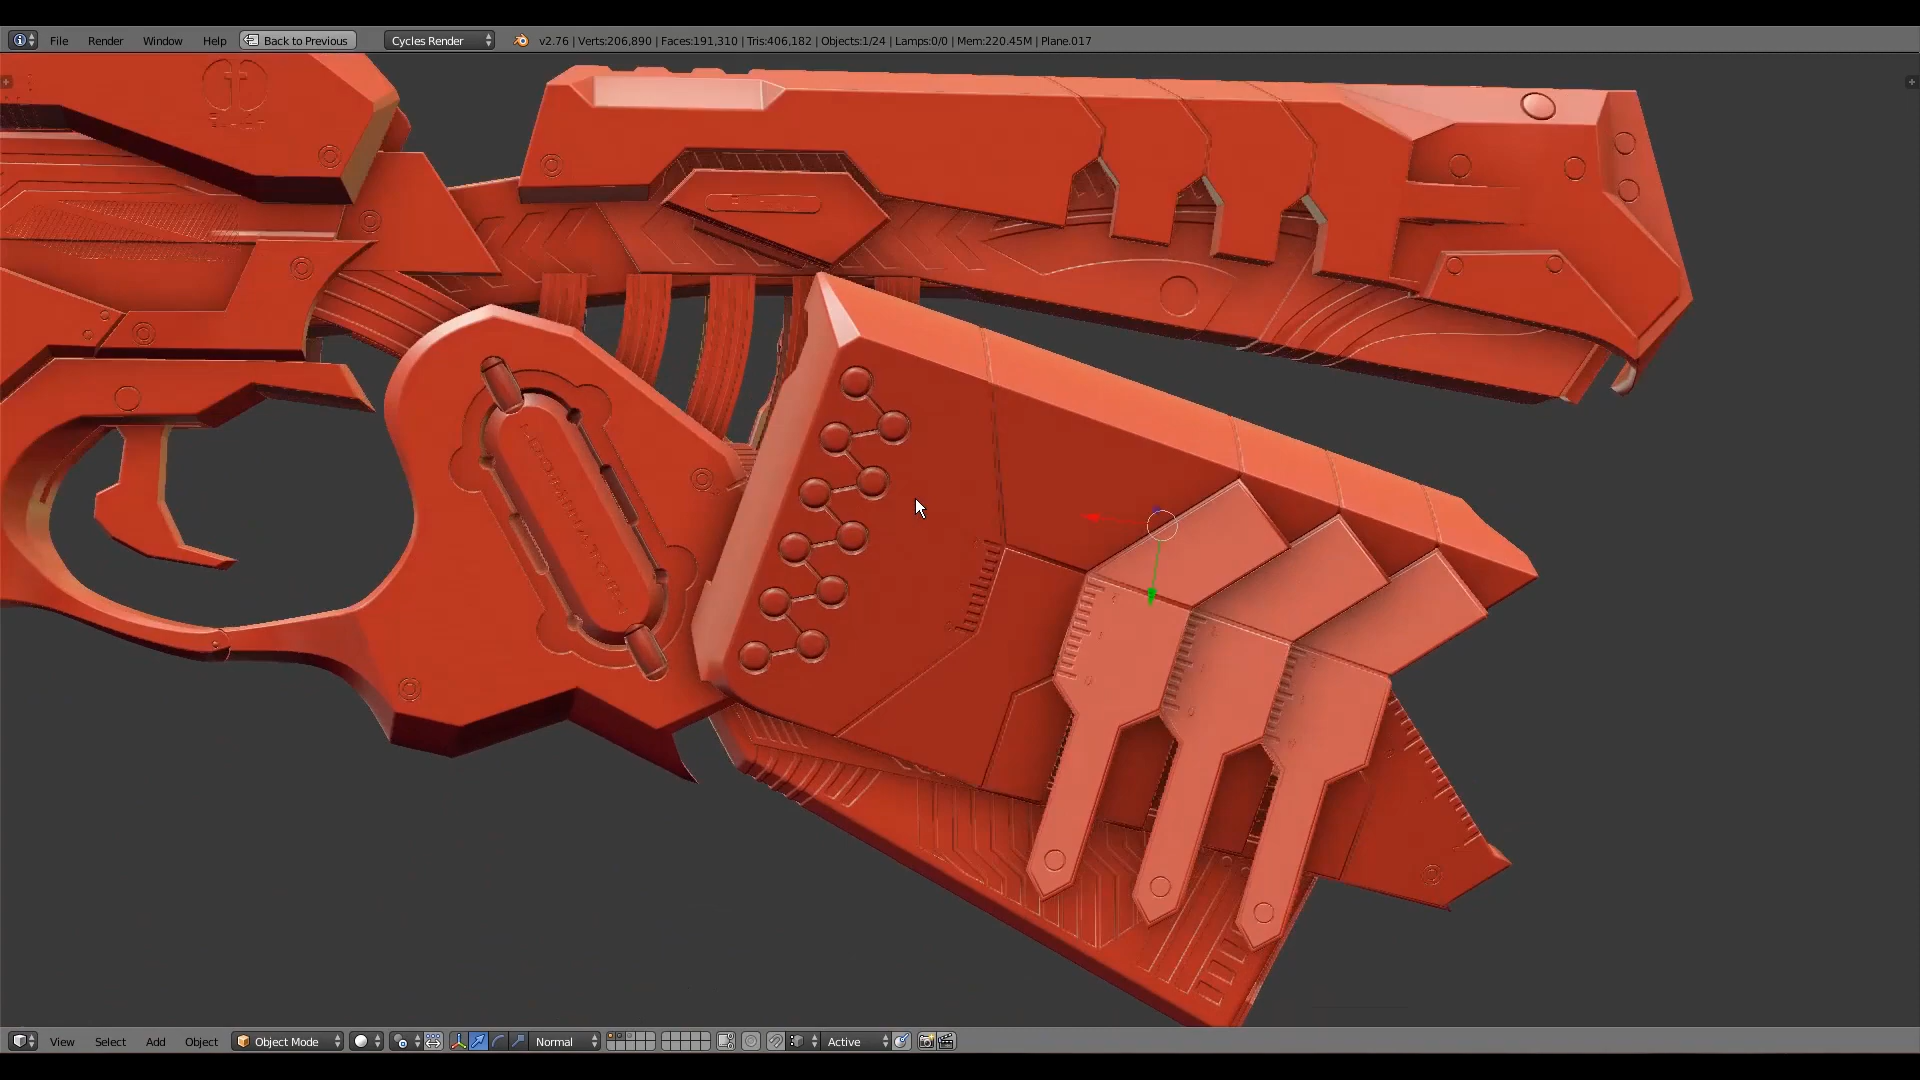 File Render Window Help Back to Previous Cycles Render v2.76 | Verts:206,890 | Faces:191,310 | Tris:406,182 | Objects:1/24 | Lamps:0/0 | Mem:220.45M | Plane.017
View Select Add Object Object Mode Normal Active